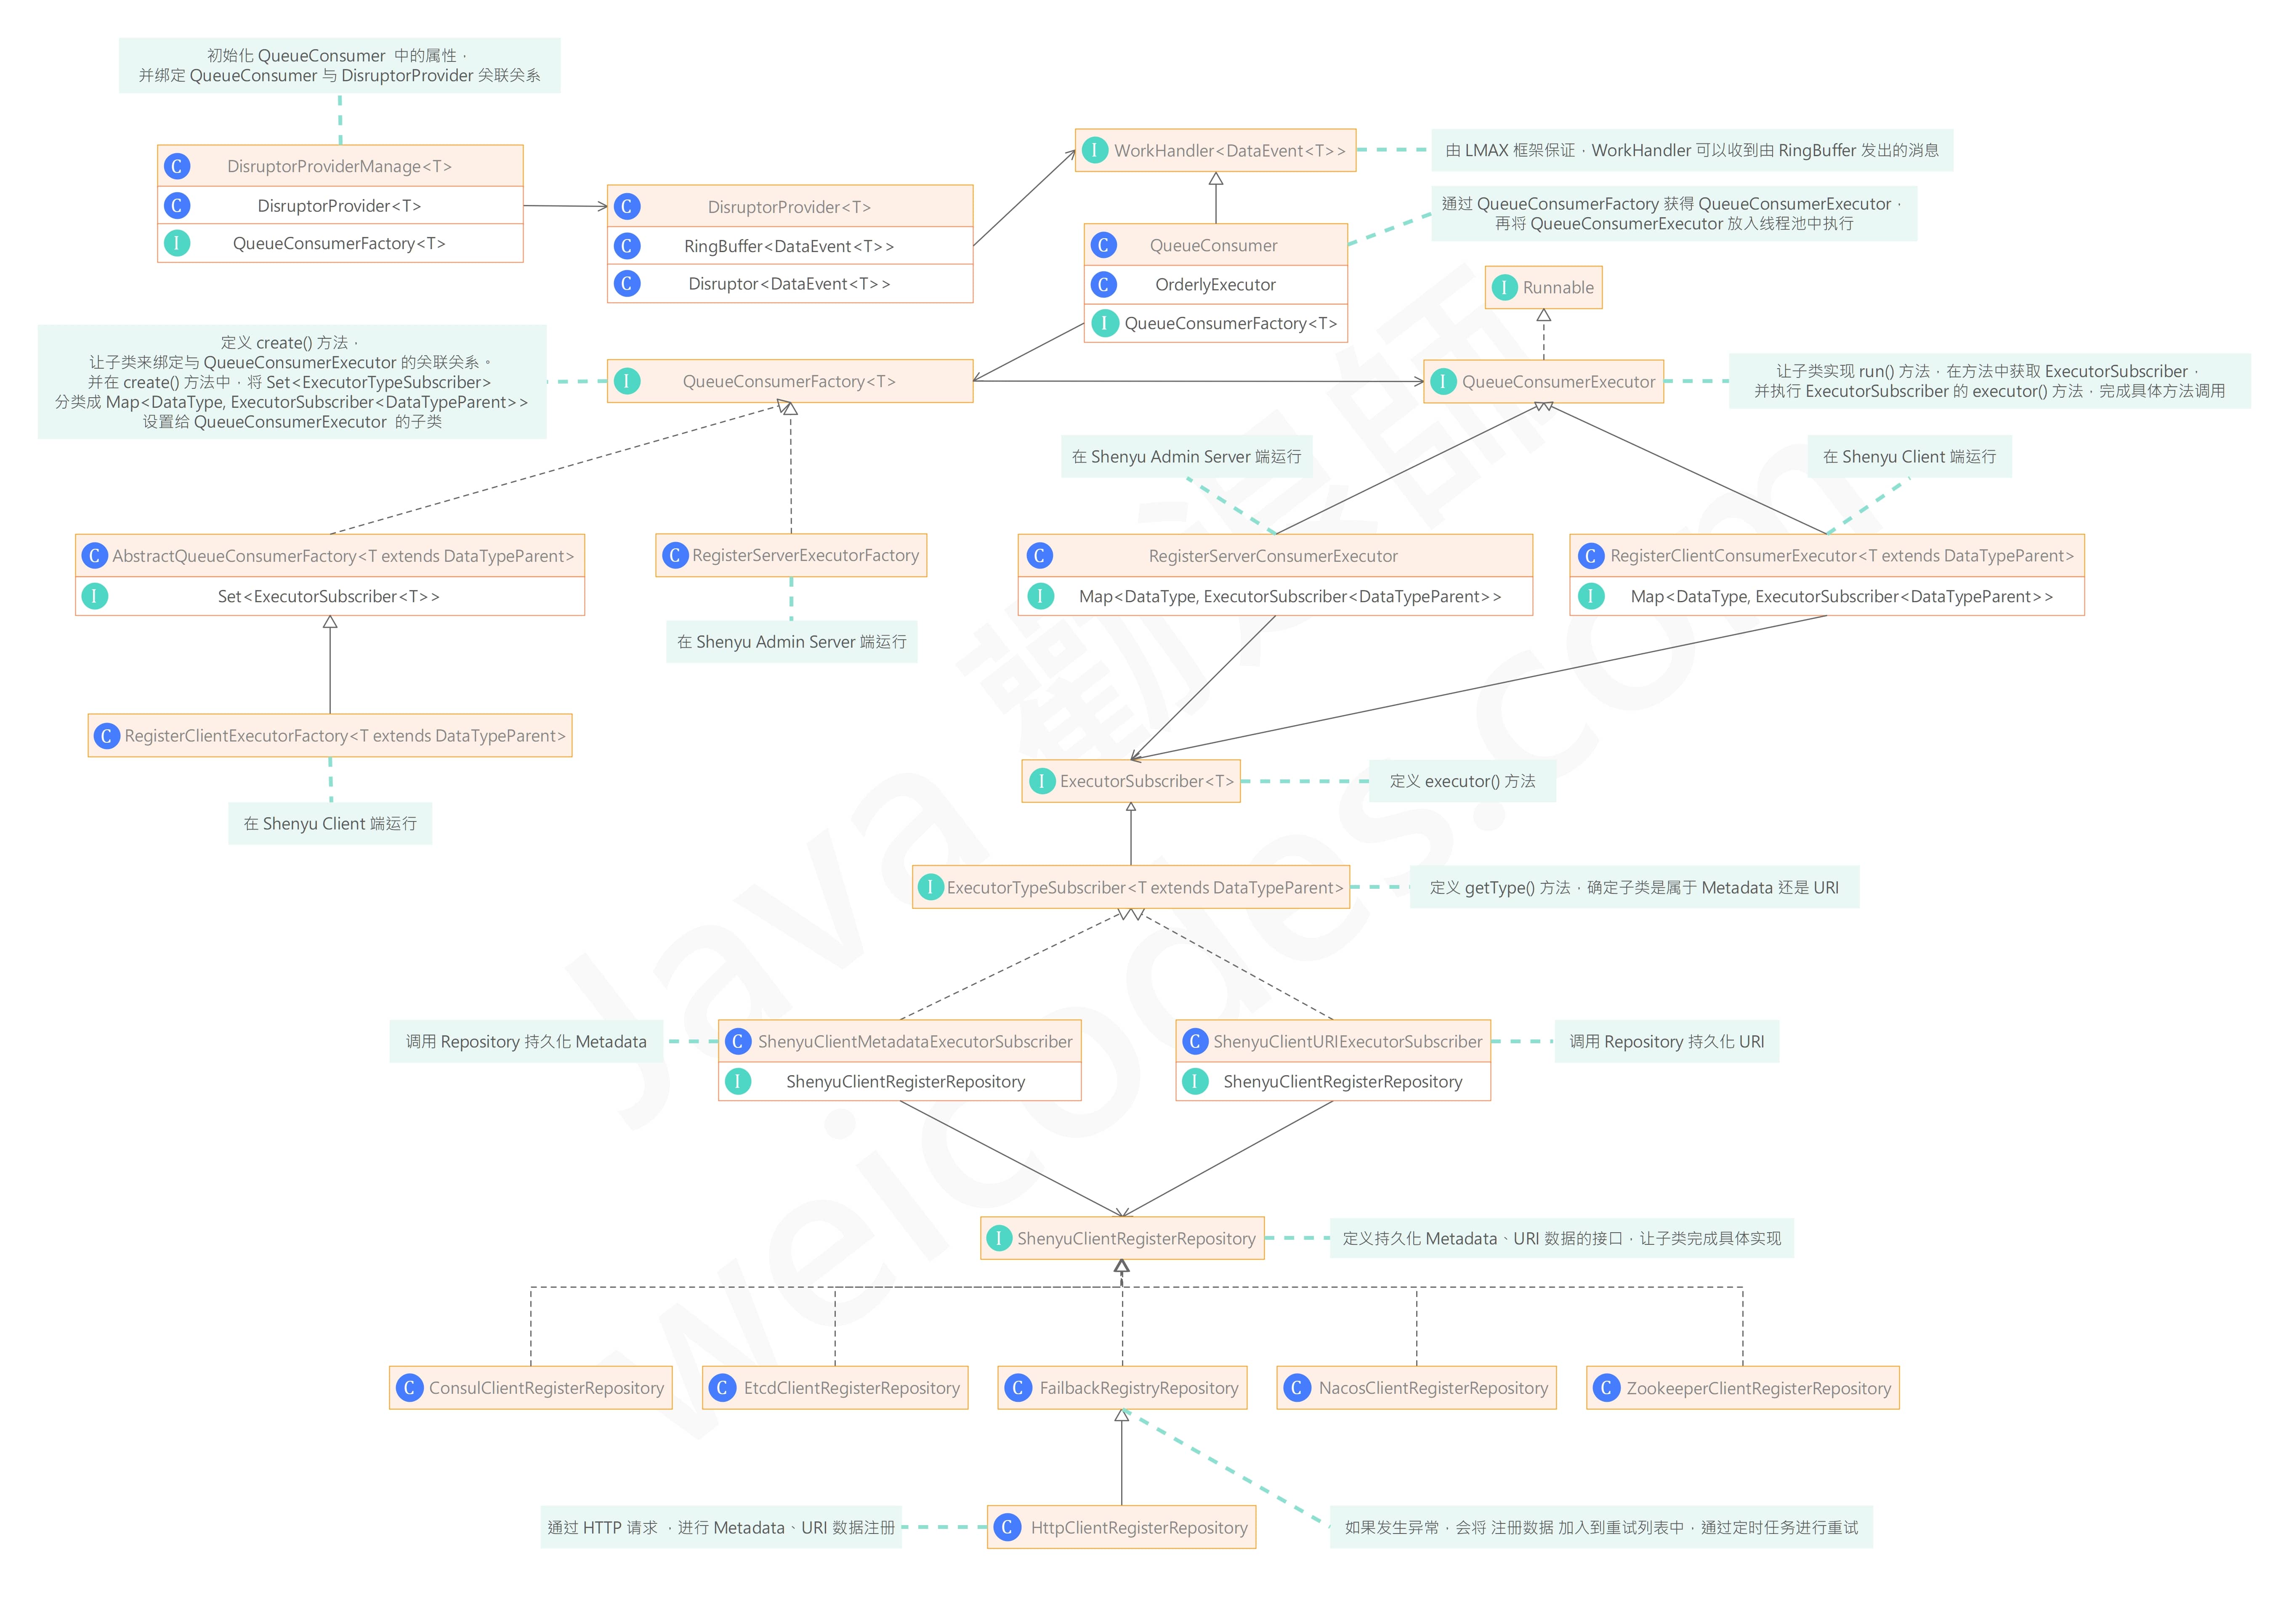 初始化 QueueConsumer 中的属性，
并绑定 QueueConsumer 与 DisruptorProvider 关联关系
DisruptorProviderManage<T>
DisruptorProvider<T>
QueueConsumerFactory<T>
DisruptorProvider<T>
RingBuffer<DataEvent<T>>
Disruptor<DataEvent<T>>
WorkHandler<DataEvent<T>>
由 LMAX 框架保证，WorkHandler 可以收到由 RingBuffer 发出的消息
QueueConsumer
OrderlyExecutor
QueueConsumerFactory<T>
通过 QueueConsumerFactory 获得 QueueConsumerExecutor，
再将 QueueConsumerExecutor 放入线程池中执行
Runnable
定义 create() 方法，
让子类来绑定与 QueueConsumerExecutor 的关联关系。
并在 create() 方法中，将 Set<ExecutorTypeSubscriber>
分类成 Map<DataType, ExecutorSubscriber<DataTypeParent>>
设置给 QueueConsumerExecutor 的子类
QueueConsumerFactory<T>
QueueConsumerExecutor
让子类实现 run() 方法，在方法中获取 ExecutorSubscriber，
并执行 ExecutorSubscriber 的 executor() 方法，完成具体方法调用
在 Shenyu Admin Server 端运行
在 Shenyu Client 端运行
AbstractQueueConsumerFactory<T extends DataTypeParent>
Set<ExecutorSubscriber<T>>
RegisterServerExecutorFactory
RegisterServerConsumerExecutor
Map<DataType, ExecutorSubscriber<DataTypeParent>>
RegisterClientConsumerExecutor<T extends DataTypeParent>
Map<DataType, ExecutorSubscriber<DataTypeParent>>
在 Shenyu Admin Server 端运行
RegisterClientExecutorFactory<T extends DataTypeParent>
在 Shenyu Client 端运行
ExecutorSubscriber<T>
定义 executor() 方法
ExecutorTypeSubscriber<T extends DataTypeParent>
定义 getType() 方法，确定子类是属于 Metadata 还是 URI
调用 Repository 持久化 Metadata
ShenyuClientMetadataExecutorSubscriber
ShenyuClientRegisterRepository
ShenyuClientURIExecutorSubscriber
ShenyuClientRegisterRepository
调用 Repository 持久化 URI
ShenyuClientRegisterRepository
定义持久化 Metadata、URI 数据的接口，让子类完成具体实现
ConsulClientRegisterRepository
EtcdClientRegisterRepository
FailbackRegistryRepository
NacosClientRegisterRepository
ZookeeperClientRegisterRepository
通过 HTTP 请求 ，进行 Metadata、URI 数据注册
HttpClientRegisterRepository
如果发生异常，会将 注册数据 加入到重试列表中，通过定时任务进行重试
Java 勸浪師
weicodes.com